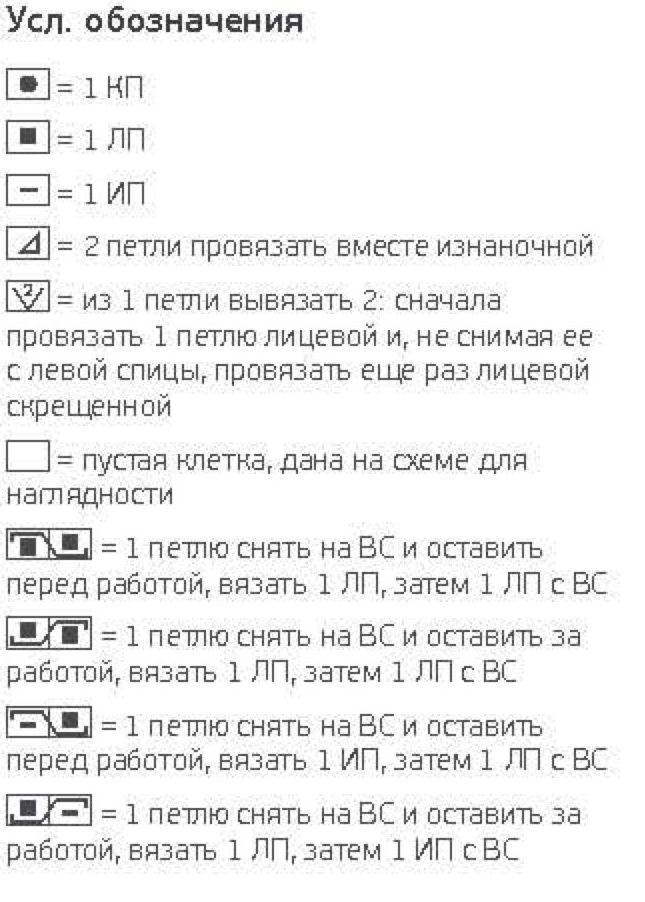 Усл. обозначения
= 1 КП
= 1 ЛП
= 1 ИП
= 2 петли провязать вместе изнаночной
2 = из 1 петли вывязать 2: сначала
провязать 1 петлю лицевой и, не снимая ее
с левой спицы, провязать еще раз лицевой
скрещенной
= пустая клетка, дана на схеме для
наглядности
= 1 петлю снять на ВС и оставить
перед работой, вязать 1 ЛП, затем 1 ЛП с ВС
= 1 петлю снять на ВС и оставить за
работой, вязать 1 ЛП, затем 1 ЛП с ВС
= 1 петлю снять на ВС и оставить
перед работой, вязать 1 ИП, затем 1 ЛП с ВС
= 1 петлю снять на ВС и оставить за
работой, вязать 1 ЛП, затем 1 ИП с ВС